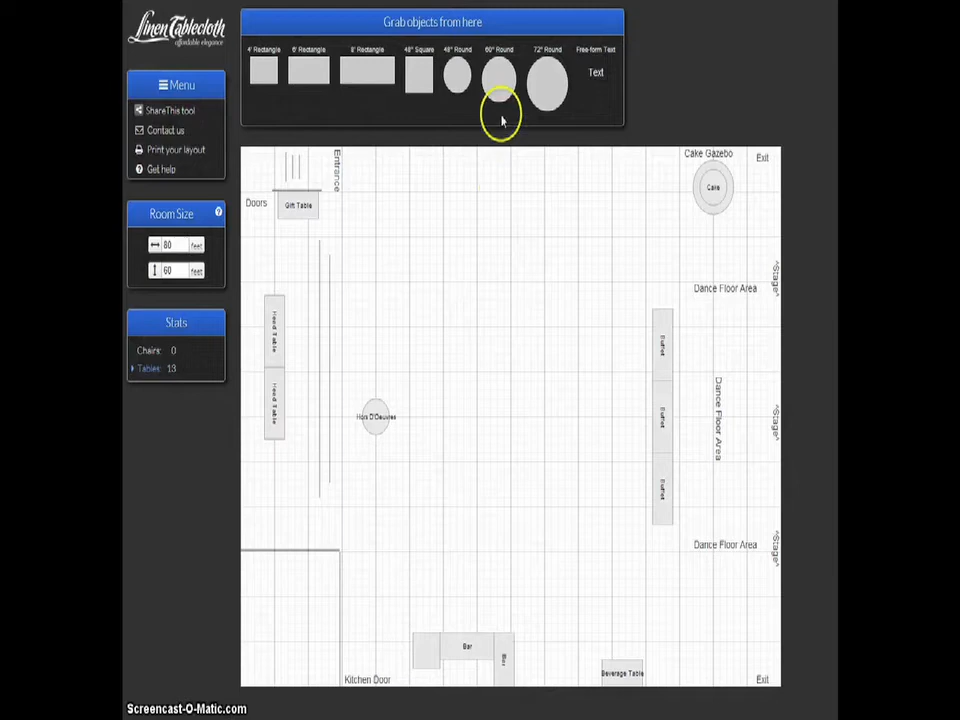 Linen Tablecloth
affordable elegance
Grab objects from here
4' Rectangle
6' Rectangle
8' Rectangle
48" Square
48" Round
60" Round
72" Round
Free-form Text
Text
Menu
ShareThis tool
Contact us
Print your layout
Get help
Room Size
?
80 feet
60 feet
Stats
Chairs: 0
Tables: 13
Entrance
Doors
Gift Table
Cake Gazebo
Exit
Cake
^Stage^
Dance Floor Area
Head Table
Head Table
Hors D'Oeuvres
Buffet
Buffet
Buffet
Dance Floor Area
^Stage^
Dance Floor Area
^Stage^
Bar
Bar
Beverage Table
Kitchen Door
Exit
Screencast-O-Matic.com